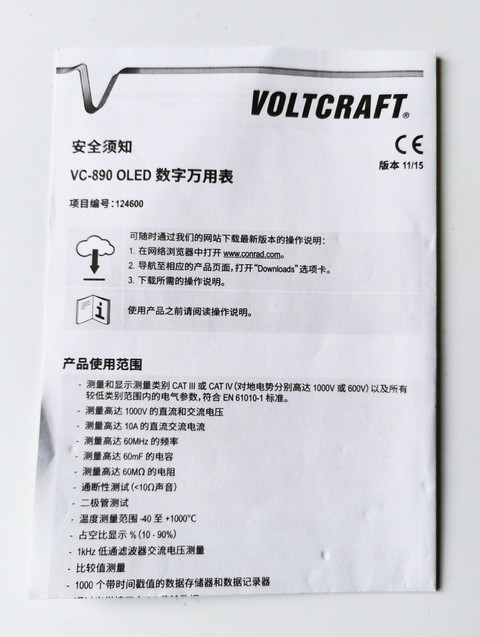 VOLTCRAFT®
CE
安全须知
版本 11/15
VC-890 OLED 数字万用表
项目编号：124600
可随时通过我们的网站下载最新版本的操作说明：
1. 在网络浏览器中打开 www.conrad.com。
2. 导航至相应的产品页面，打开“Downloads”选项卡。
3. 下载所需的操作说明。
使用产品之前请阅读操作说明。
产品使用范围
- 测量和显示测量类别 CAT III 或 CAT IV（对地电势分别高达 1000V 或 600V）以及所有
较低类别范围内的电气参数，符合 EN 61010-1 标准。
- 测量高达 1000V 的直流和交流电压
- 测量高达 10A 的直流交流电流
- 测量高达 60MHz 的频率
- 测量高达 60mF 的电容
- 测量高达 60MΩ 的电阻
- 通断性测试（<10Ω声音）
- 二极管测试
- 温度测量范围 -40 至 +1000°C
- 占空比显示 %（10 - 90%）
- 1kHz 低通滤波器交流电压测量
- 比较值测量
- 1000 个带时间戳值的数据存储器和数据记录器